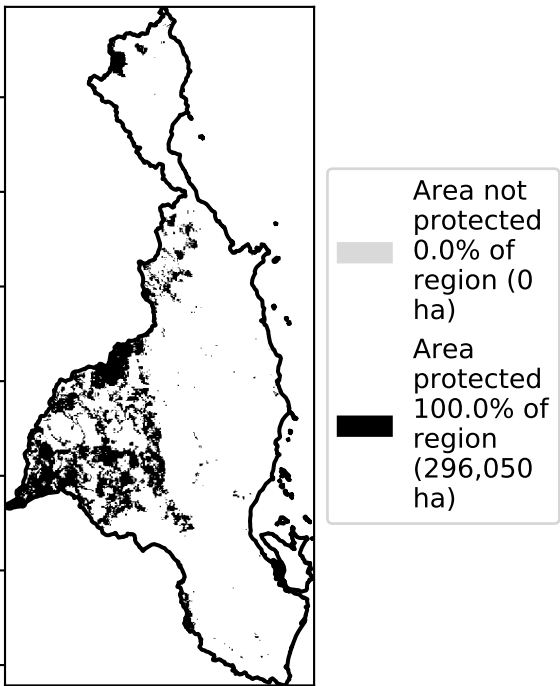 Area not
protected
0.0% of
region (0
ha)
Area
protected
100.0% of
region
(296,050
ha)